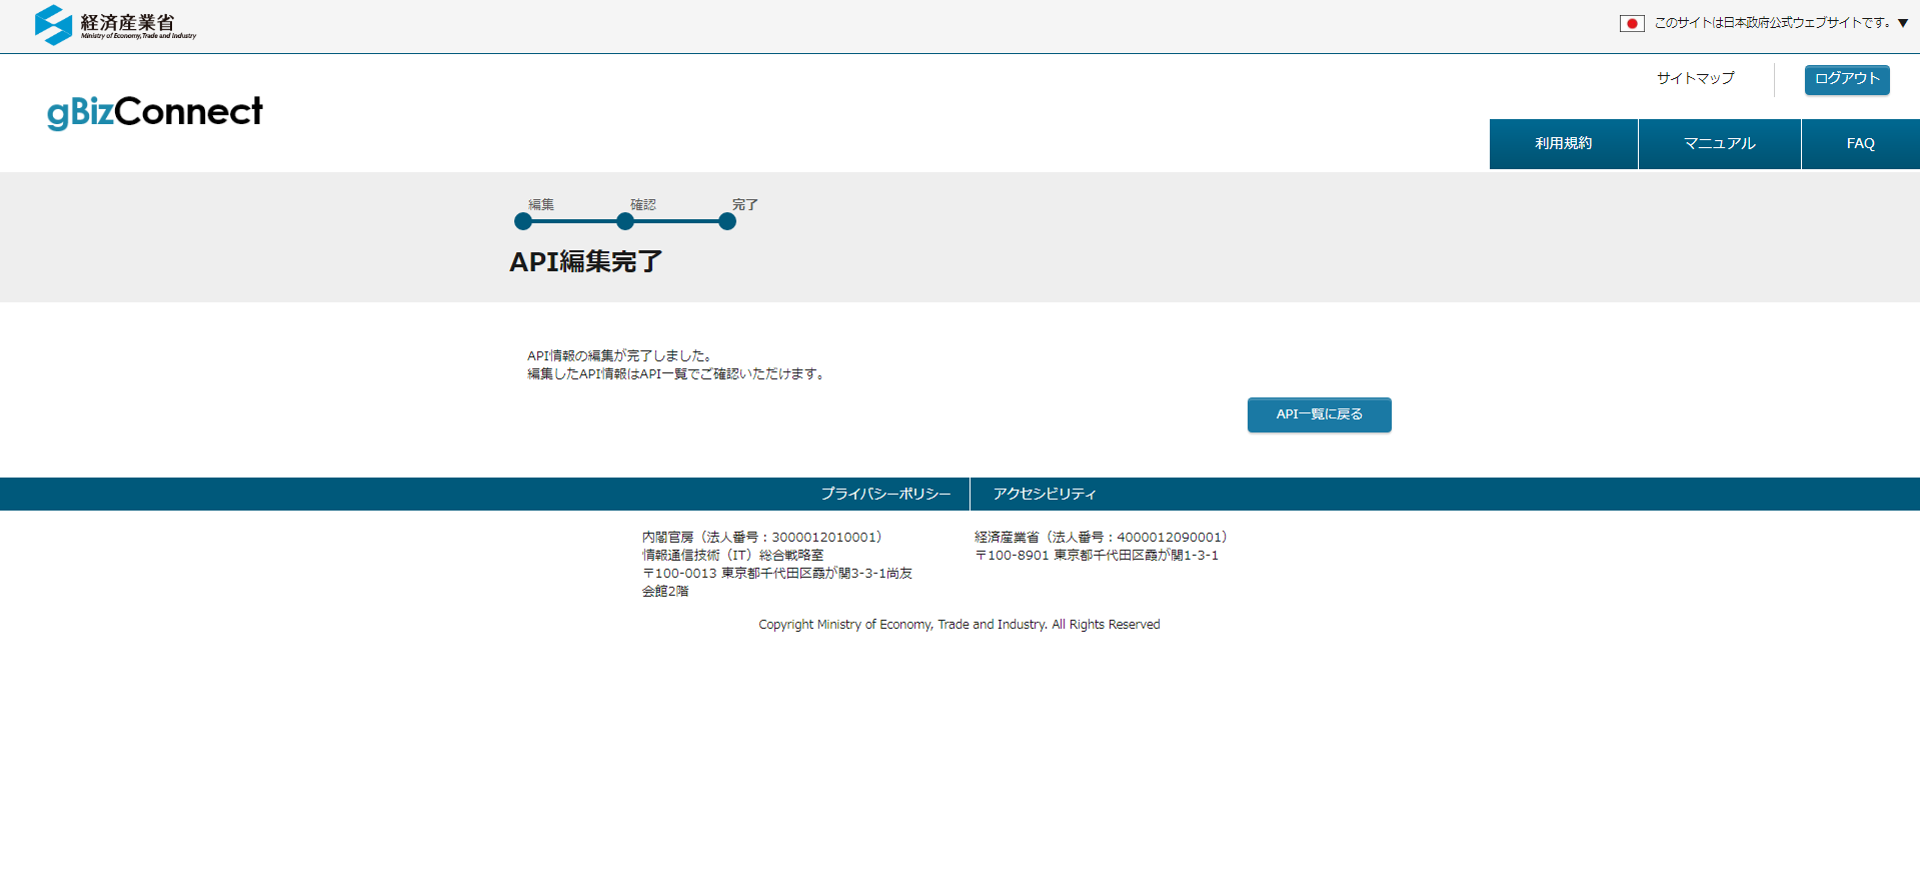 経済産業省
Ministry of Economy, Trade and Industry
このサイトは日本政府公式ウェブサイトです。▼
サイトマップ
ログアウト
gBizConnect
利用規約
マニュアル
FAQ
編集
確認
完了
API編集完了
API情報の編集が完了しました。
編集したAPI情報はAPI一覧でご確認いただけます。
API一覧に戻る
プライバシーポリシー
アクセシビリティ
内閣官房（法人番号：3000012010001）
情報通信技術（IT）総合戦略室
〒100-0013 東京都千代田区霞が関3-3-1尚友
会館2階
経済産業省（法人番号：4000012090001）
〒100-8901 東京都千代田区霞が関1-3-1
Copyright Ministry of Economy, Trade and Industry. All Rights Reserved